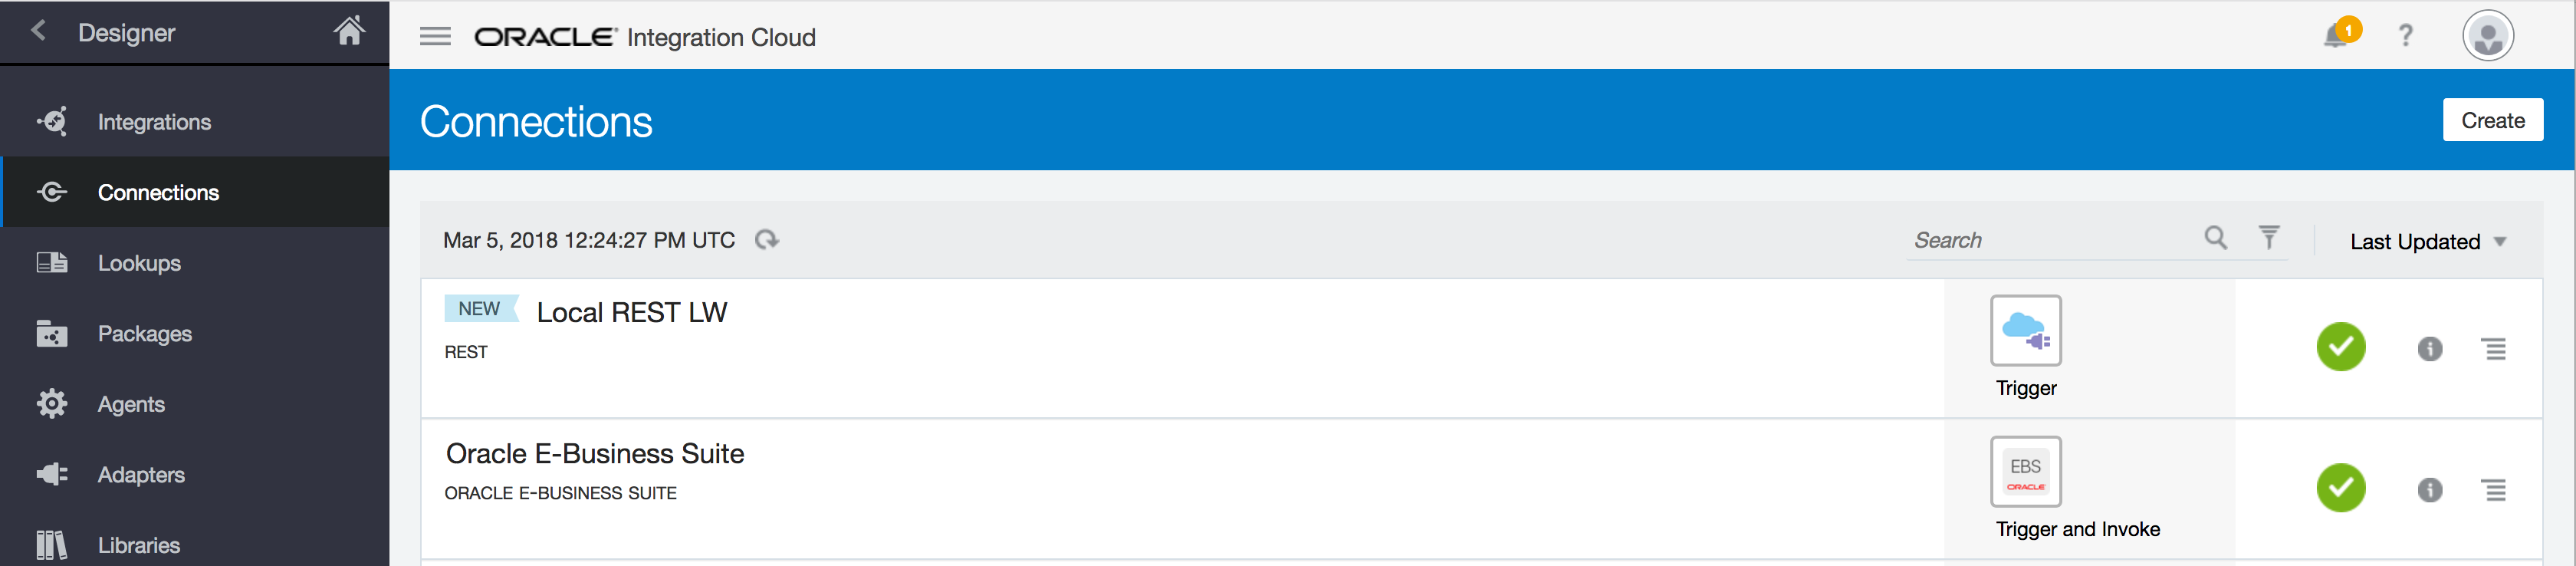 Designer
Integrations
Connections
Lookups
Packages
Agents
Adapters
Libraries
ORACLE® Integration Cloud
1
?
Connections
Create
Mar 5, 2018 12:24:27 PM UTC
Search
Last Updated
NEW Local REST LW
REST
Trigger
i
Oracle E-Business Suite
ORACLE E-BUSINESS SUITE
EBS
ORACLE
Trigger and Invoke
i